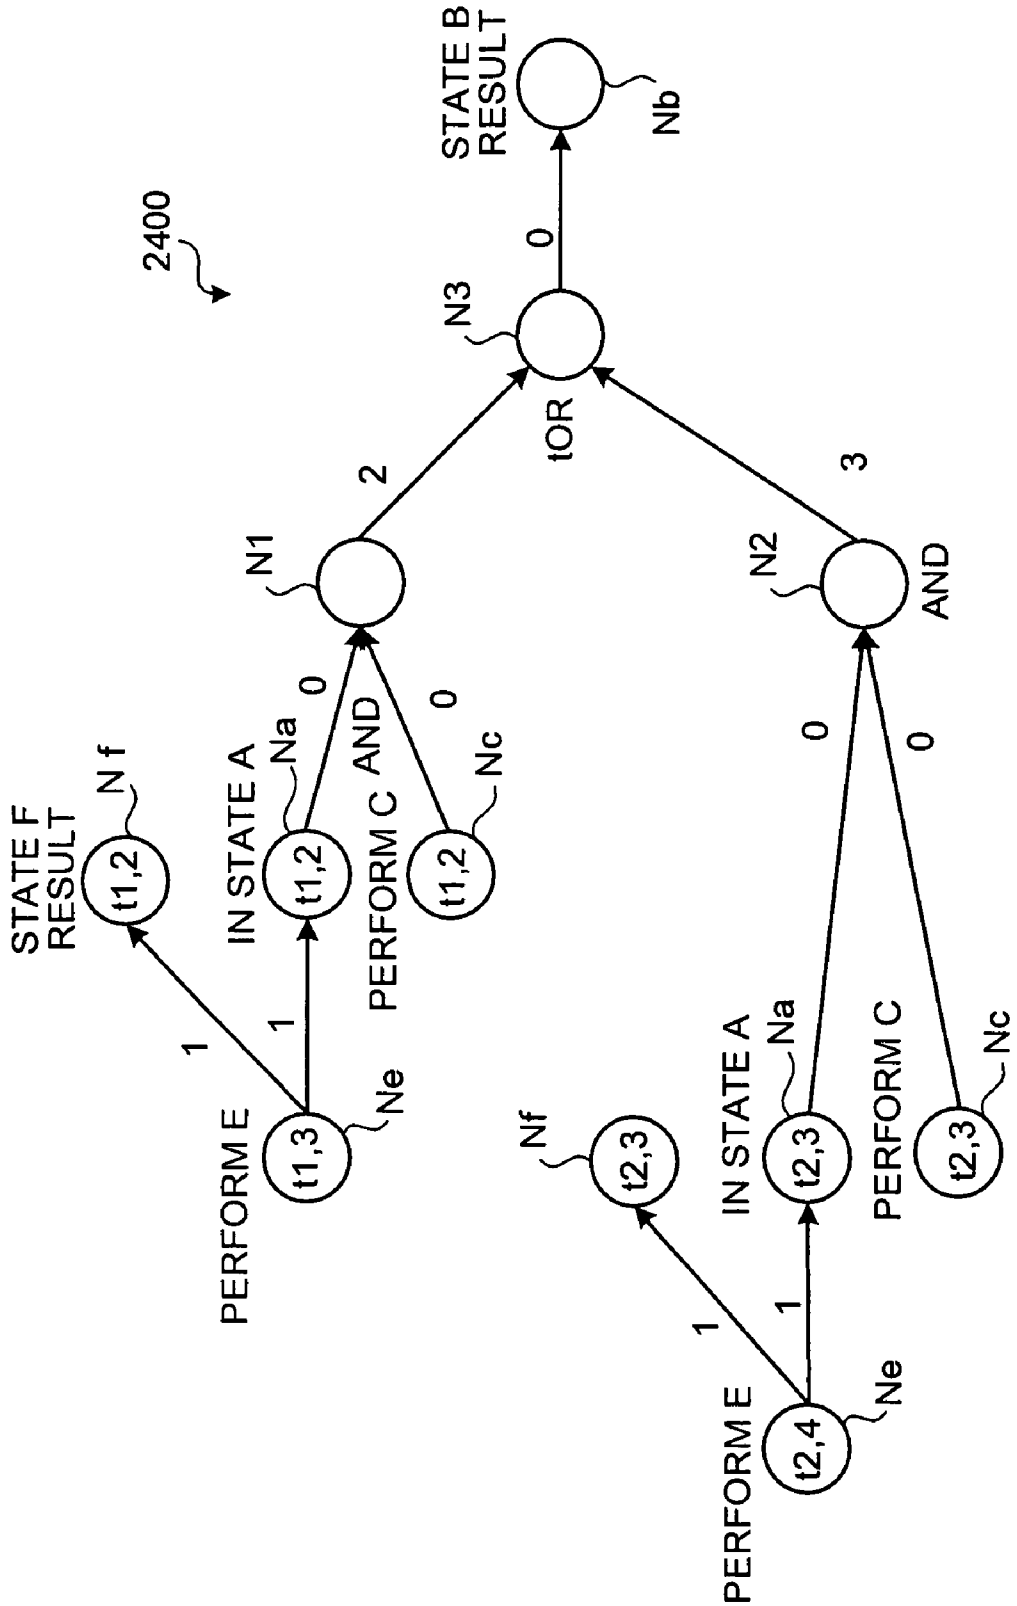 2400
STATE F
RESULT
N f
t1,2
1
PERFORM E
t1,3
Ne
1
IN STATE A
Na
t1,2
0
PERFORM C
AND
t1,2
Nc
0
N1
2
N3
tOR
0
STATE B
RESULT
Nb
Nf
t2,3
1
PERFORM E
t2,4
Ne
1
IN STATE A
Na
t2,3
0
PERFORM C
t2,3
Nc
0
N2
AND
3